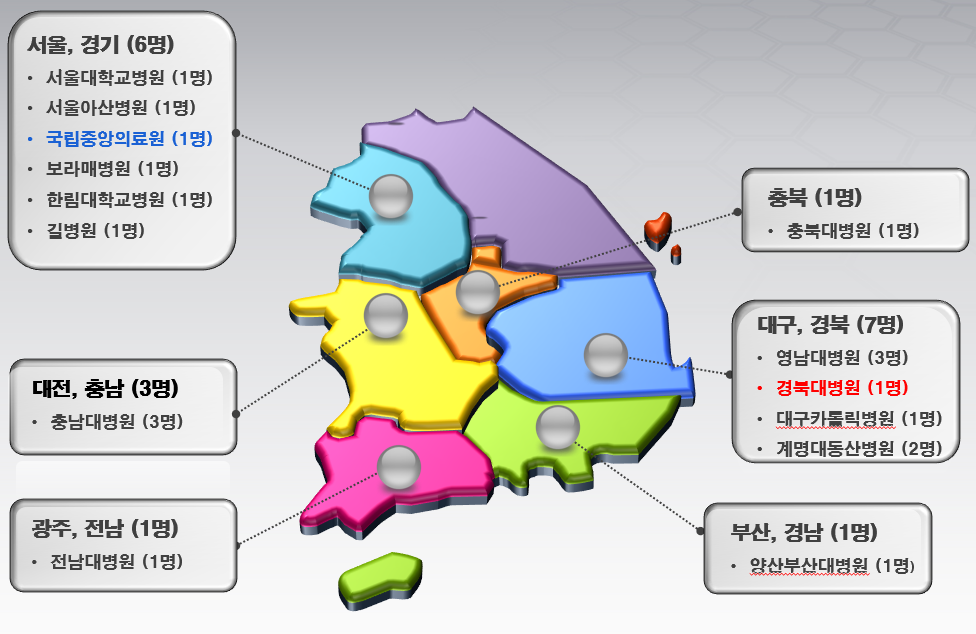 서울, 경기 (6명)
• 서울대학교병원 (1명)
• 서울아산병원 (1명)
• 국립중앙의료원 (1명)
• 보라매병원 (1명)
• 한림대학교병원 (1명)
• 길병원 (1명)
충북 (1명)
• 충북대병원 (1명)
대구, 경북 (7명)
• 영남대병원 (3명)
• 경북대병원 (1명)
• 대구카톨릭병원 (1명)
• 계명대동산병원 (2명)
대전, 충남 (3명)
• 충남대병원 (3명)
광주, 전남 (1명)
• 전남대병원 (1명)
부산, 경남 (1명)
• 양산부산대병원 (1명)